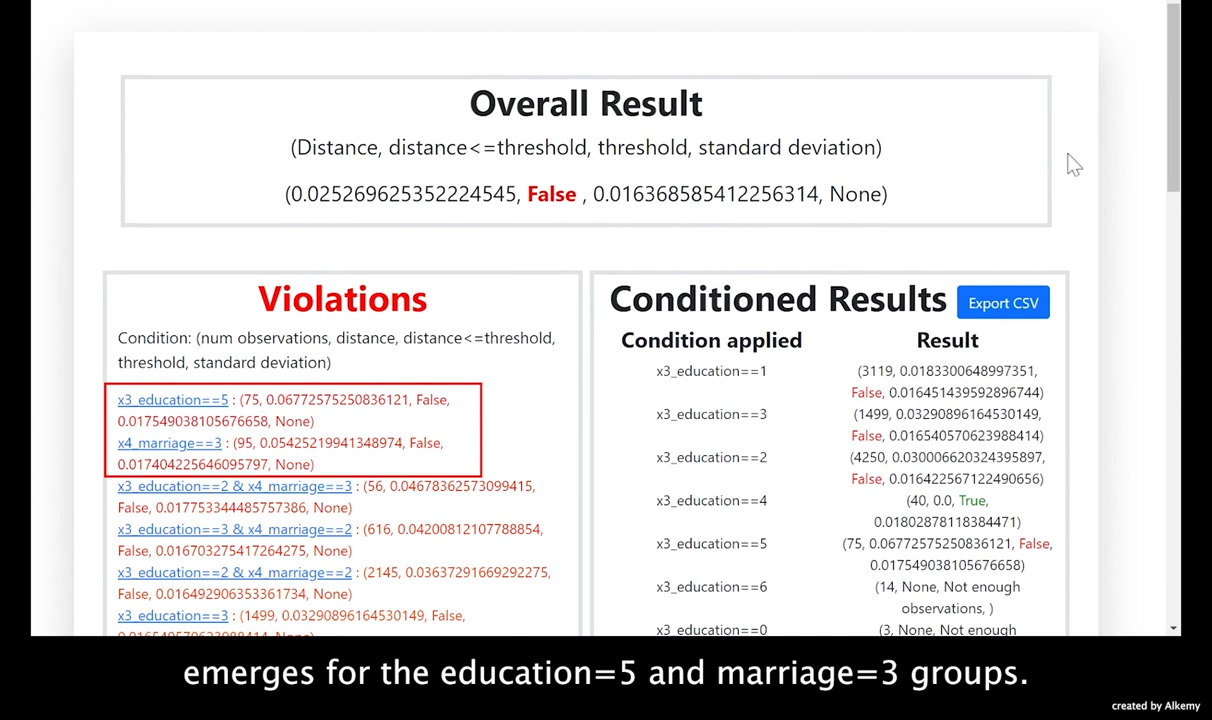 Overall Result
(Distance, distance<=threshold, threshold, standard deviation)
(0.025269625352224545, False , 0.016368585412256314, None)
Violations
Condition: (num observations, distance, distance<=threshold,
threshold, standard deviation)
x3_education==5 : (75, 0.06772575250836121, False,
0.017549038105676658, None)
x4_marriage==3 : (95, 0.05425219941348974, False,
0.017404225646095797, None)
x3_education==2 & x4_marriage==3 : (56, 0.04678362573099415,
False, 0.017753344485757386, None)
x3_education==3 & x4_marriage==2 : (616, 0.04200812107788854,
False, 0.016703275417264275, None)
x3_education==2 & x4_marriage==2 : (2145, 0.03637291669292275,
False, 0.016492906353361734, None)
x3_education==3 : (1499, 0.03290896164530149, False,
Conditioned Results
Export CSV
Condition applied
Result
x3_education==1
(3119, 0.0183300648997351,
False, 0.016451439592896744)
x3_education==3
(1499, 0.03290896164530149,
False, 0.016540570623988414)
x3_education==2
(4250, 0.030006620324395897,
False, 0.016422567122490656)
x3_education==4
(40, 0.0, True,
0.01802878118384471)
x3_education==5
(75, 0.06772575250836121, False,
0.017549038105676658)
x3_education==6
(14, None, Not enough
observations, )
x3_education==0
(3, None, Not enough
emerges for the education=5 and marriage=3 groups.
created by Alkemy